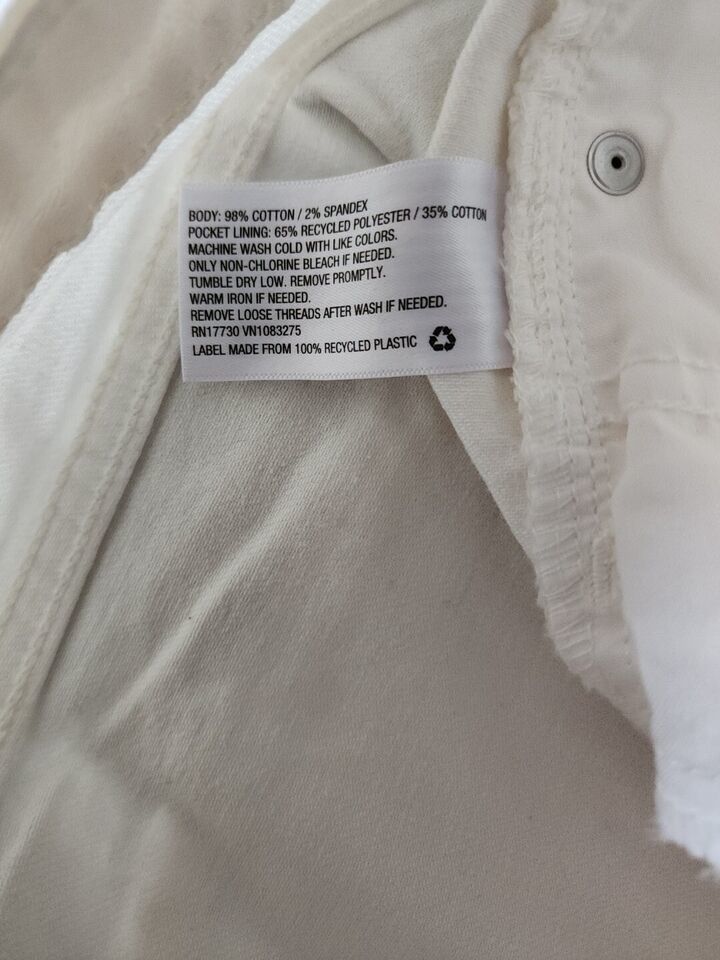 BODY: 98% COTTON / 2% SPANDEX
POCKET LINING: 65% RECYCLED POLYESTER / 35% COTTON
MACHINE WASH COLD WITH LIKE COLORS.
ONLY NON-CHLORINE BLEACH IF NEEDED.
TUMBLE DRY LOW. REMOVE PROMPTLY.
WARM IRON IF NEEDED.
REMOVE LOOSE THREADS AFTER WASH IF NEEDED.
RN17730 VN1083275
LABEL MADE FROM 100% RECYCLED PLASTIC